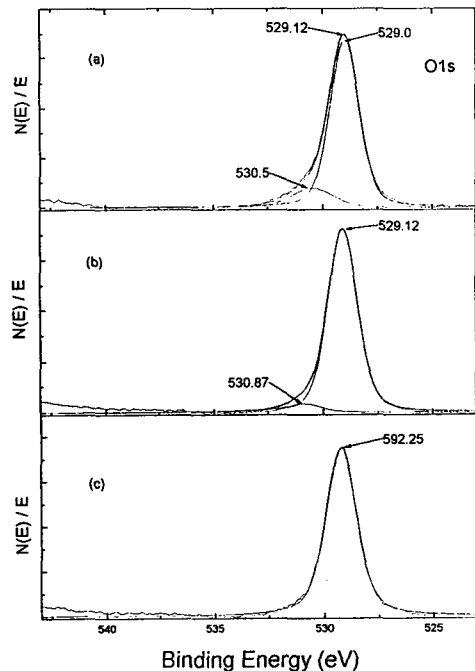 529.12
529.0
(a)
O1s
530.5
N(E) / E
(b)
529.12
530.87
N(E) / E
(c)
592.25
N(E) / E
540 535 530 525
Binding Energy (eV)